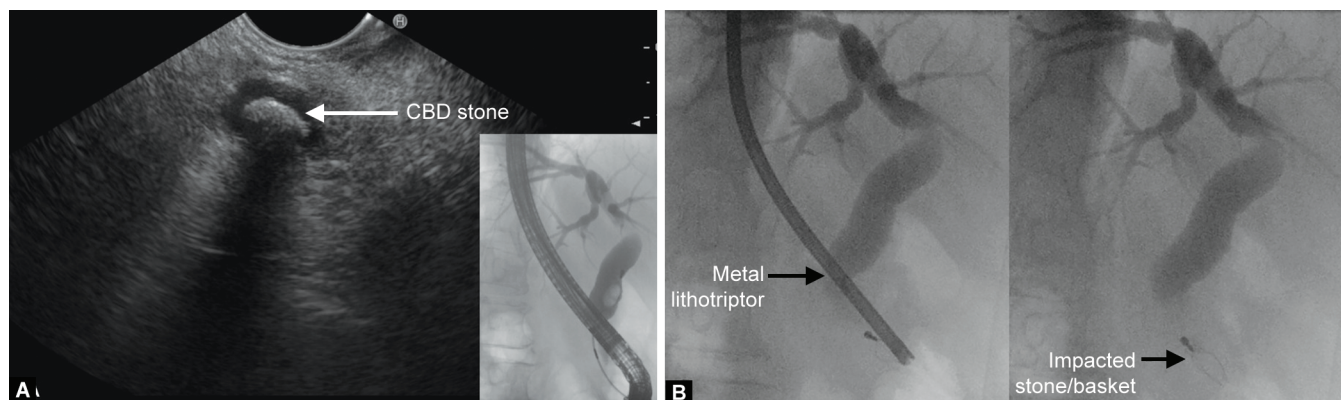 H
CBD stone
A
Metal
lithotriptor
Impacted
stone/basket
B